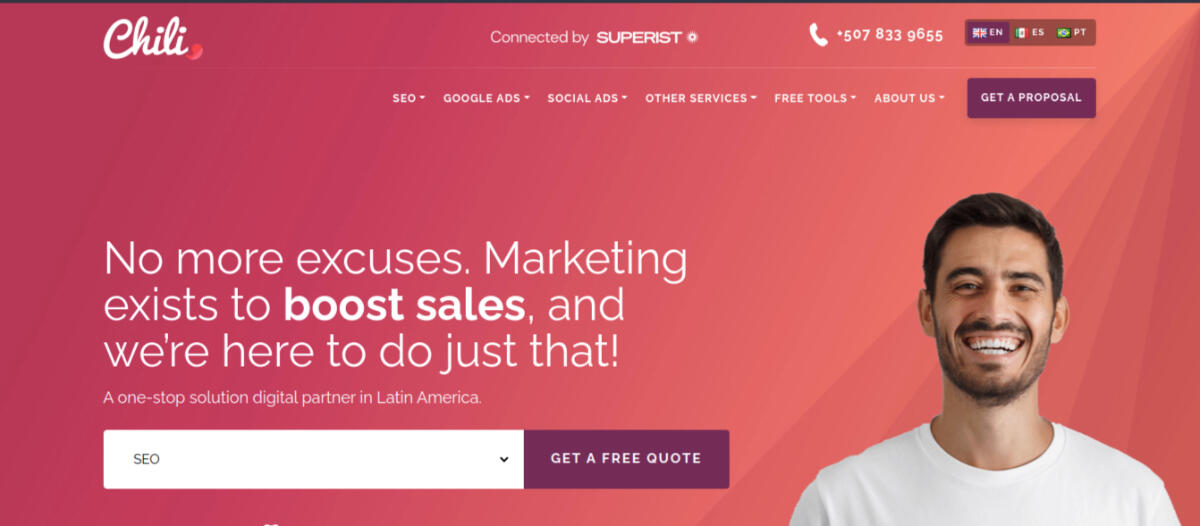 Chili
Connected by SUPERIST
+507 833 9655
EN ES PT
SEO GOOGLE ADS SOCIAL ADS OTHER SERVICES FREE TOOLS ABOUT US GET A PROPOSAL
No more excuses. Marketing
exists to boost sales, and
we're here to do just that!
A one-stop solution digital partner in Latin America.
SEO GET A FREE QUOTE